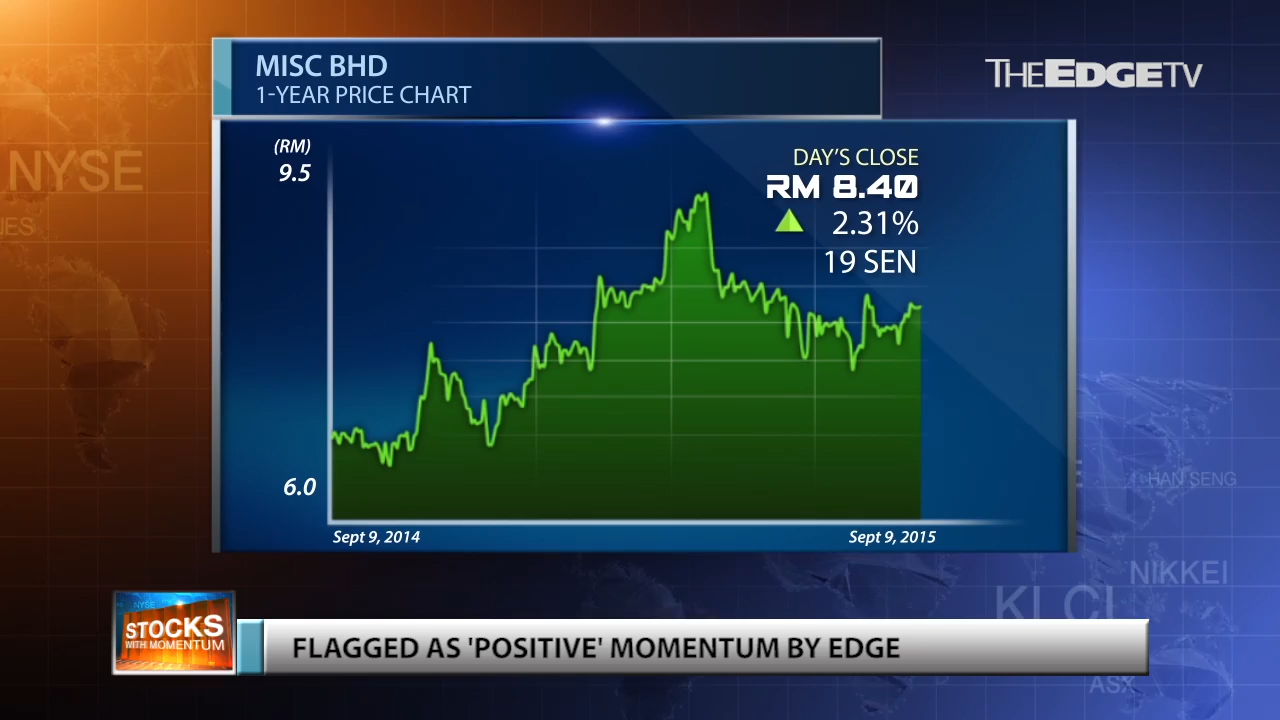 MISC BHD
1-YEAR PRICE CHART
THEEDGETV
(RM)
9.5
DAY'S CLOSE
RM 8.40
2.31%
19 SEN
NYSE
6.0
HAN SENG
Sept 9, 2014
Sept 9, 2015
NIKKEI
KLCI
NYSE
STOCKS
WITH MOMENTUM
FLAGGED AS 'POSITIVE' MOMENTUM BY EDGE
ASX